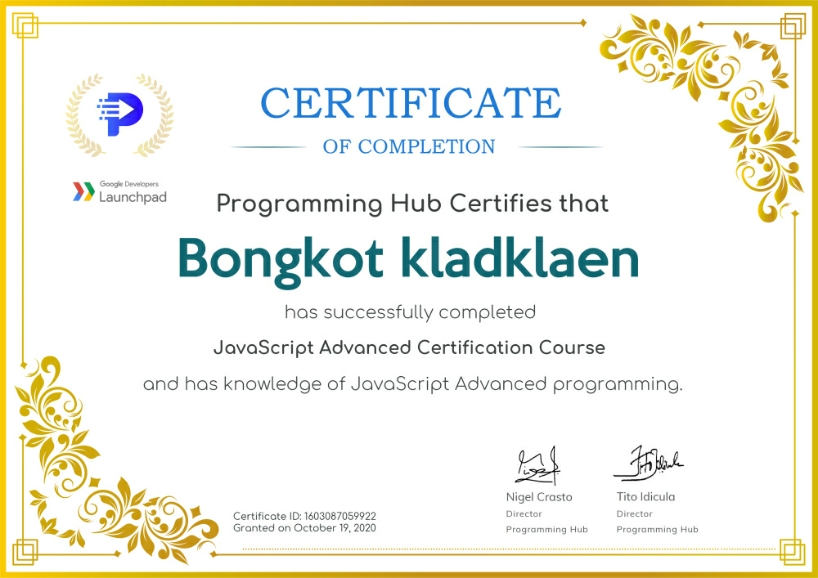 CERTIFICATE
OF COMPLETION
Google Developers
Launchpad
Programming Hub Certifies that
Bongkot kladklaen
has successfully completed
JavaScript Advanced Certification Course
and has knowledge of JavaScript Advanced programming.
Nigel Crasto
Director
Programming Hub
Tito Idicula
Director
Programming Hub
Certificate ID: 1603087059922
Granted on October 19, 2020